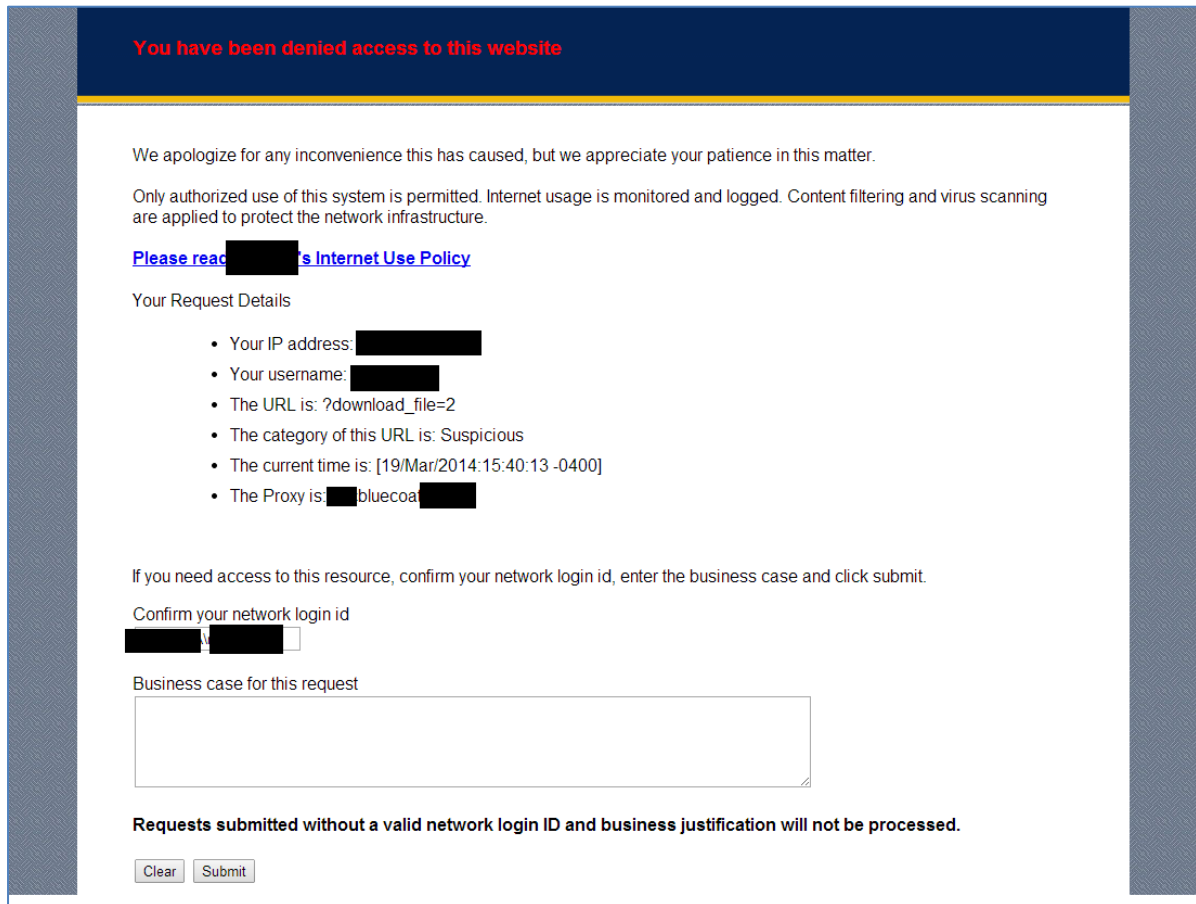 You have been denied access to this website
We apologize for any inconvenience this has caused, but we appreciate your patience in this matter.
Only authorized use of this system is permitted. Internet usage is monitored and logged. Content filtering and virus scanning
are applied to protect the network infrastructure.
Please read 's Internet Use Policy
Your Request Details
• Your IP address:
• Your username:
• The URL is: ?download_file=2
• The category of this URL is: Suspicious
• The current time is: [19/Mar/2014:15:40:13 -0400]
• The Proxy is: bluecoat
If you need access to this resource, confirm your network login id, enter the business case and click submit.
Confirm your network login id
Business case for this request
Requests submitted without a valid network login ID and business justification will not be processed.
Clear Submit